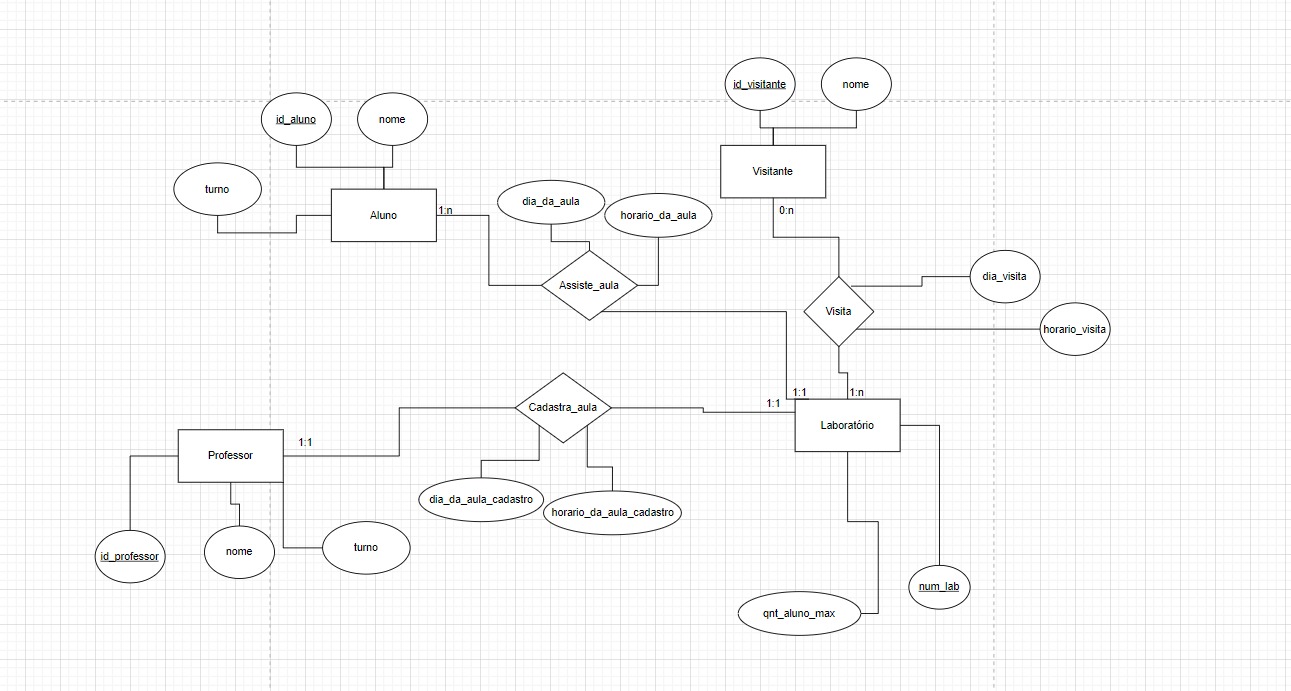 id_visitante
nome
id_aluno
nome
turno
Visitante
dia_da_aula
horario_da_aula
Aluno
1:n
0:n
dia_visita
Assiste_aula
Visita
horario_visita
1:1
1:n
1:1
Cadastra_aula
Laboratório
1:1
Professor
dia_da_aula_cadastro
horario_da_aula_cadastro
id_professor
nome
turno
num_lab
qnt_aluno_max